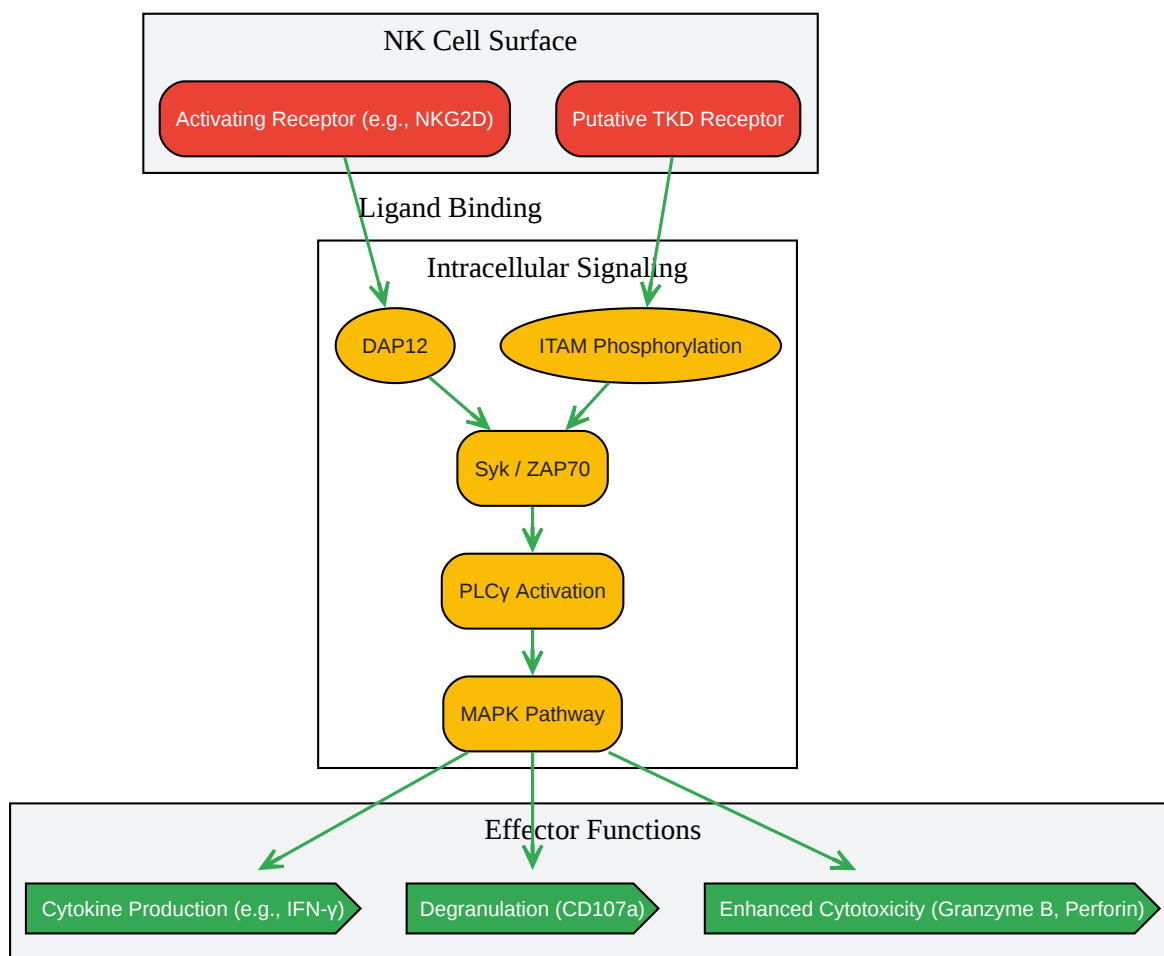 NK Cell Surface
Activating Receptor (e.g., NKG2D)
Putative TKD Receptor
Ligand Binding
Intracellular Signaling
DAP12
ITAM Phosphorylation
Syk / ZAP70
PLCγ Activation
MAPK Pathway
Effector Functions
Cytokine Production (e.g., IFN-γ)
Degranulation (CD107a)
Enhanced Cytotoxicity (Granzyme B, Perforin)